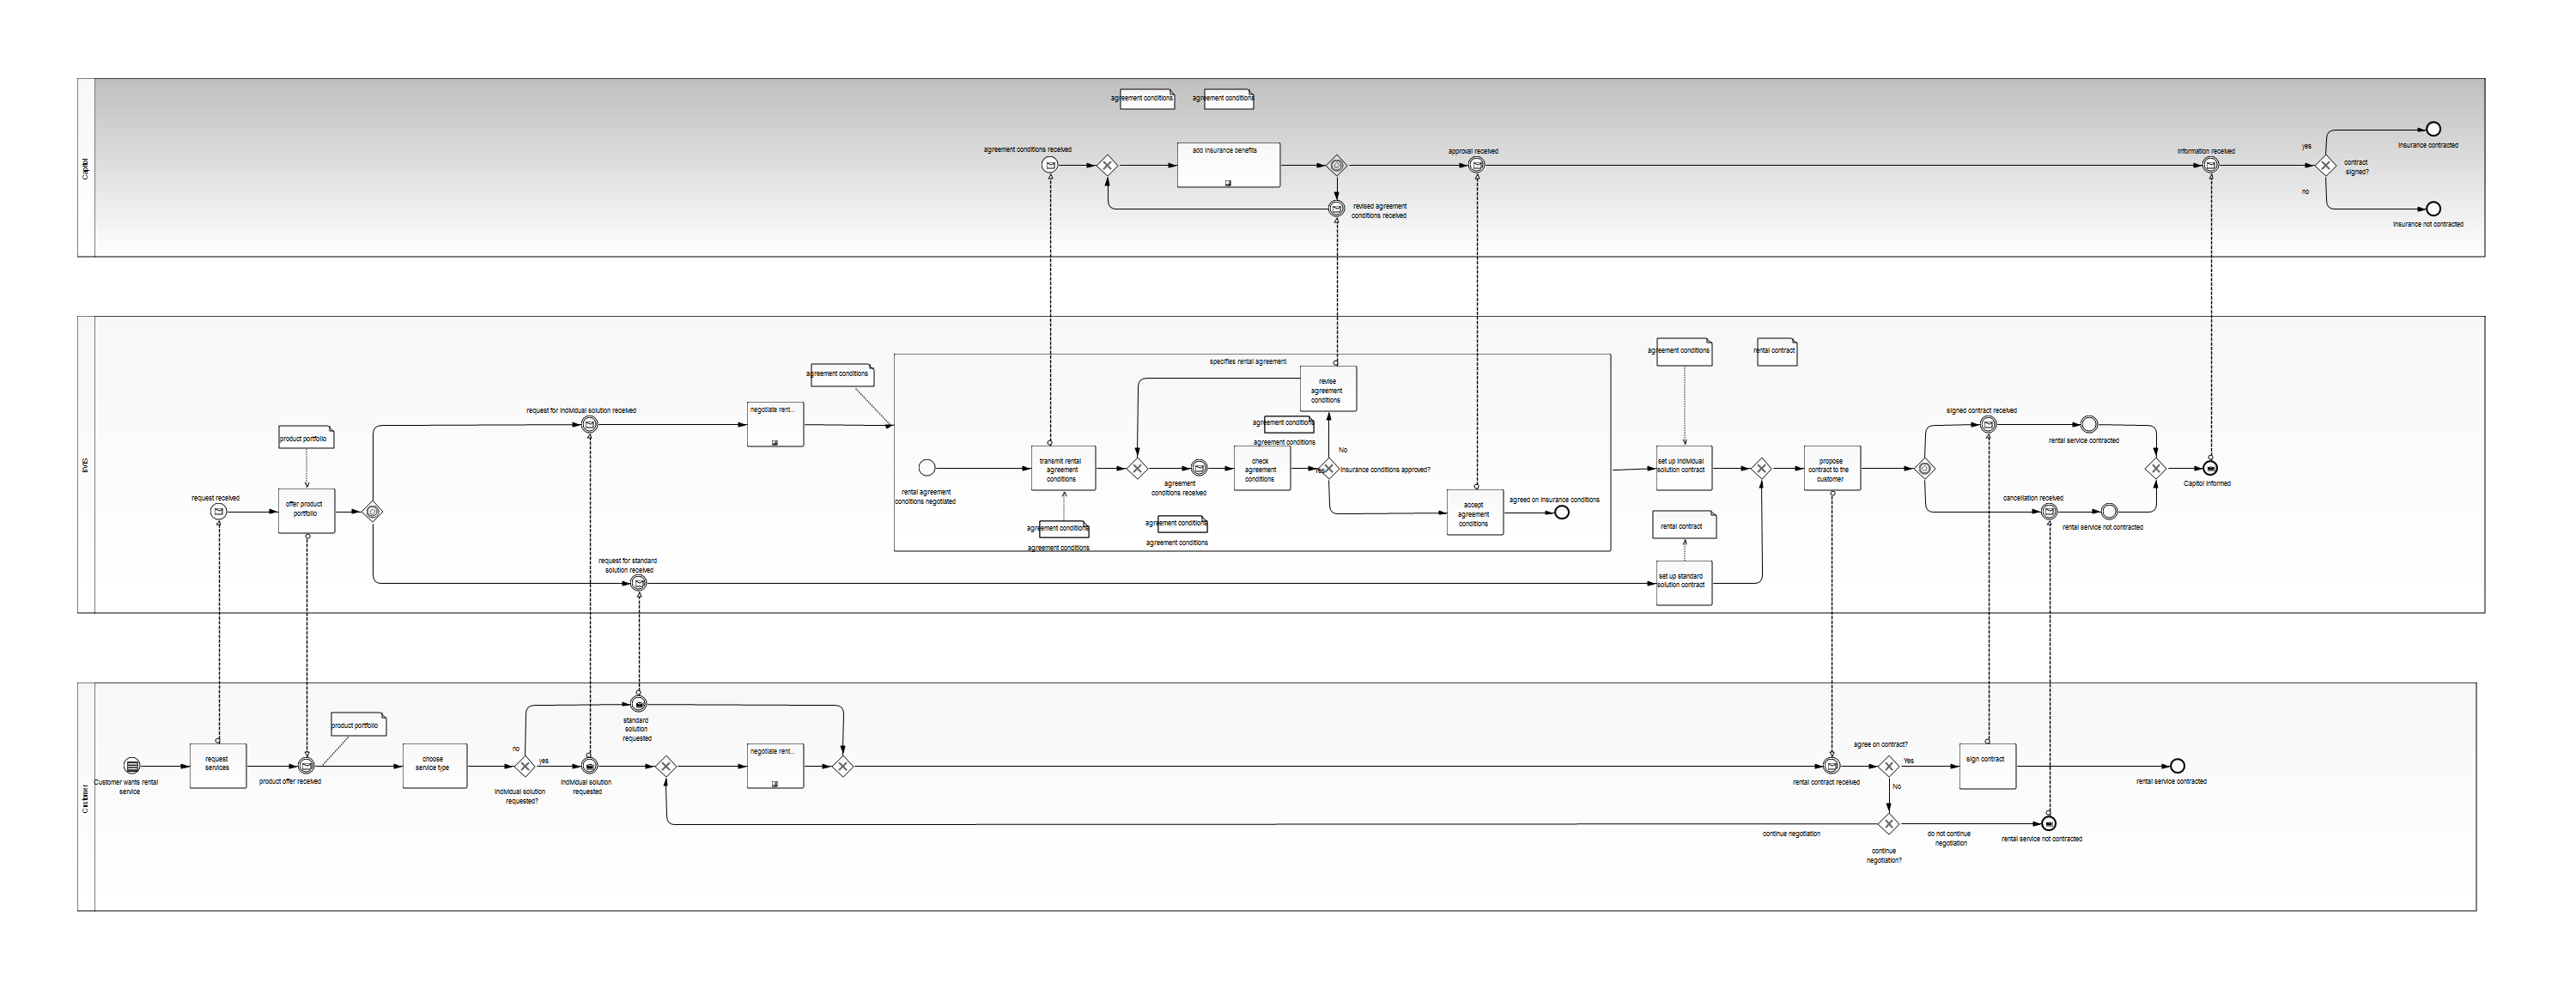 Capitol
agreement conditions
agreement conditions
agreement conditions received
add insurance benefits
revised agreement
conditions received
approval received
information received
yes
no
contract
signed?
Insurance contracted
Insurance not contracted
request received
product portfolio
offer product
portfolio
request for individual solution received
request for standard
solution received
negotiate rent...
agreement conditions
specifies rental agreement
rental agreement
conditions negotiated
transmit rental
agreement
conditions
agreement conditions
agreement conditions
agreement
conditions received
agreement conditions
agreement conditions
check
agreement
conditions
agreement conditions
agreement conditions
revise
agreement
conditions
No
Yes
Insurance conditions approved?
accept
agreement
conditions
agreed on insurance conditions
agreement conditions
rental contract
set up individual
solution contract
rental contract
set up standard
solution contract
propose
contract to the
customer
signed contract received
rental service contracted
cancellation received
rental service not contracted
Capitol informed
Customer
Customer wants rental
service
request
services
product offer received
product portfolio
choose
service type
no
yes
Individual solution
requested?
standard
solution
requested
Individual solution
requested
negotiate rent...
rental contract received
agree on contract?
Yes
No
continue negotiation
continue
negotiation?
do not continue
negotiation
sign contract
rental service not contracted
rental service contracted